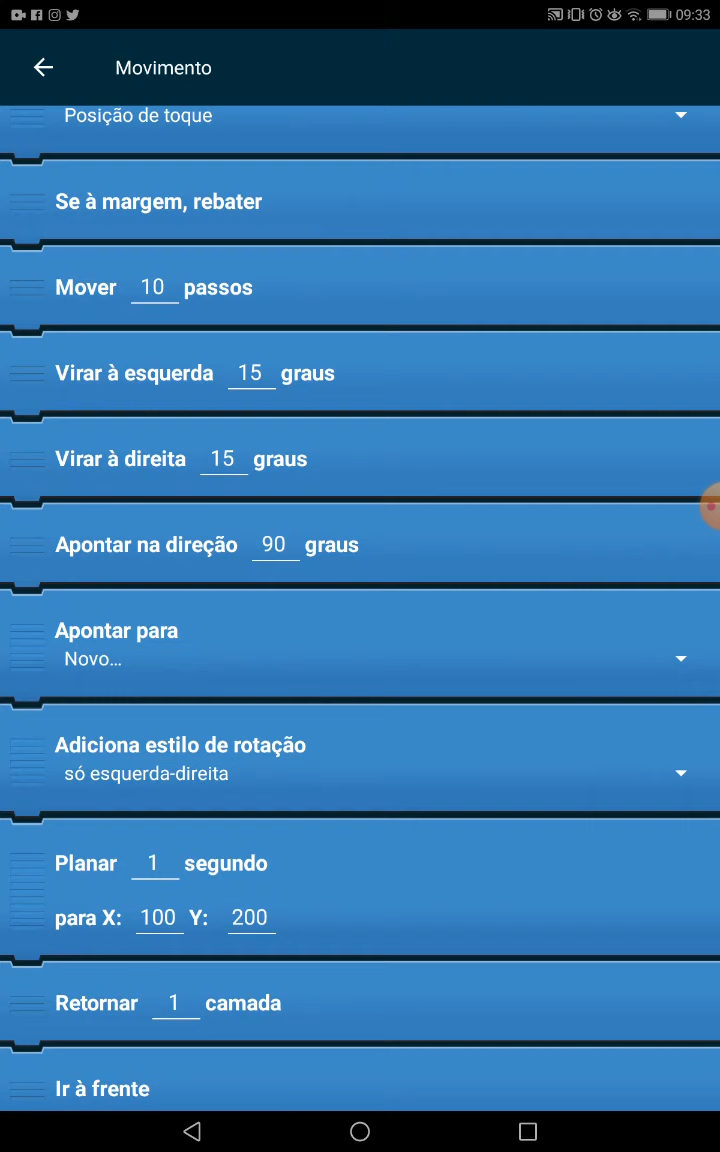 09:33
Movimento
Posição de toque
Se à margem, rebater
Mover 10 passos
Virar à esquerda 15 graus
Virar à direita 15 graus
Apontar na direção 90 graus
Apontar para
Novo...
Adiciona estilo de rotação
só esquerda-direita
Planar 1 segundo
para X: 100 Y: 200
Retornar 1 camada
Ir à frente